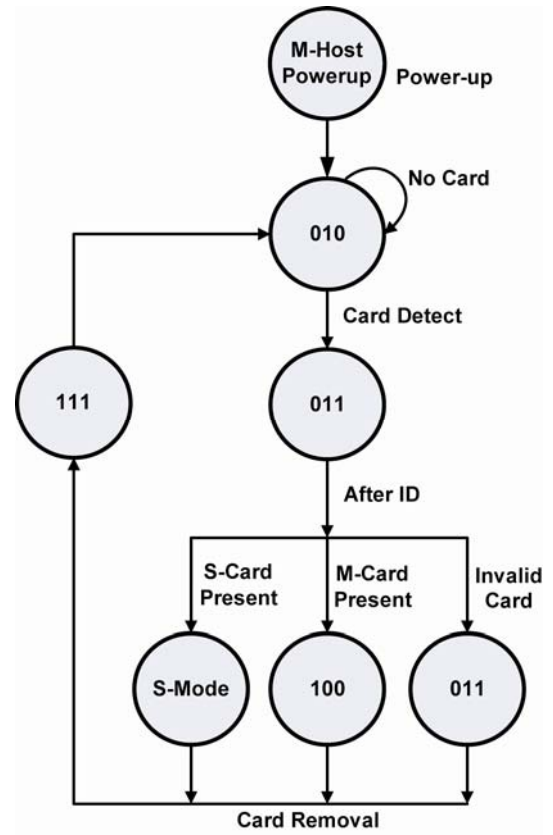 M-Host
Powerup
Power-up
No Card
010
Card Detect
111
011
After ID
S-Card
Present
M-Card
Present
Invalid
Card
S-Mode
100
011
Card Removal